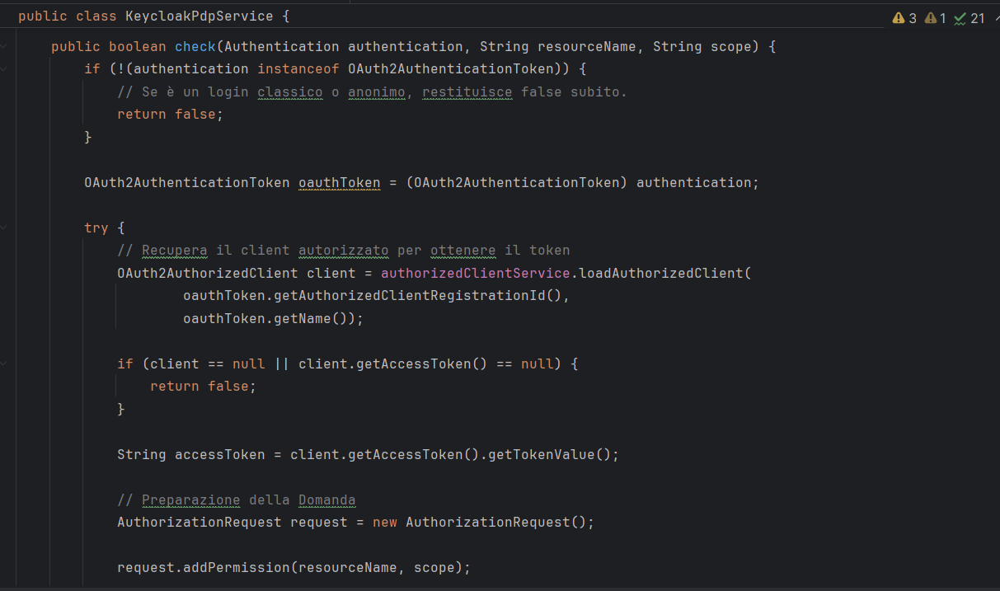 public class KeycloakPdpService {
3 1 21
public boolean check(Authentication authentication, String resourceName, String scope) {
if (!(authentication instanceof OAuth2AuthenticationToken)) {
// Se è un login classico o anonimo, restituisce false subito.
return false;
}
OAuth2AuthenticationToken oauthToken = (OAuth2AuthenticationToken) authentication;
try {
// Recupera il client autorizzato per ottenere il token
OAuth2AuthorizedClient client = authorizedClientService.loadAuthorizedClient(
oauthToken.getAuthorizedClientRegistrationId(),
oauthToken.getName());
if (client == null || client.getAccessToken() == null) {
return false;
}
String accessToken = client.getAccessToken().getTokenValue();
// Preparazione della Domanda
AuthorizationRequest request = new AuthorizationRequest();
request.addPermission(resourceName, scope);